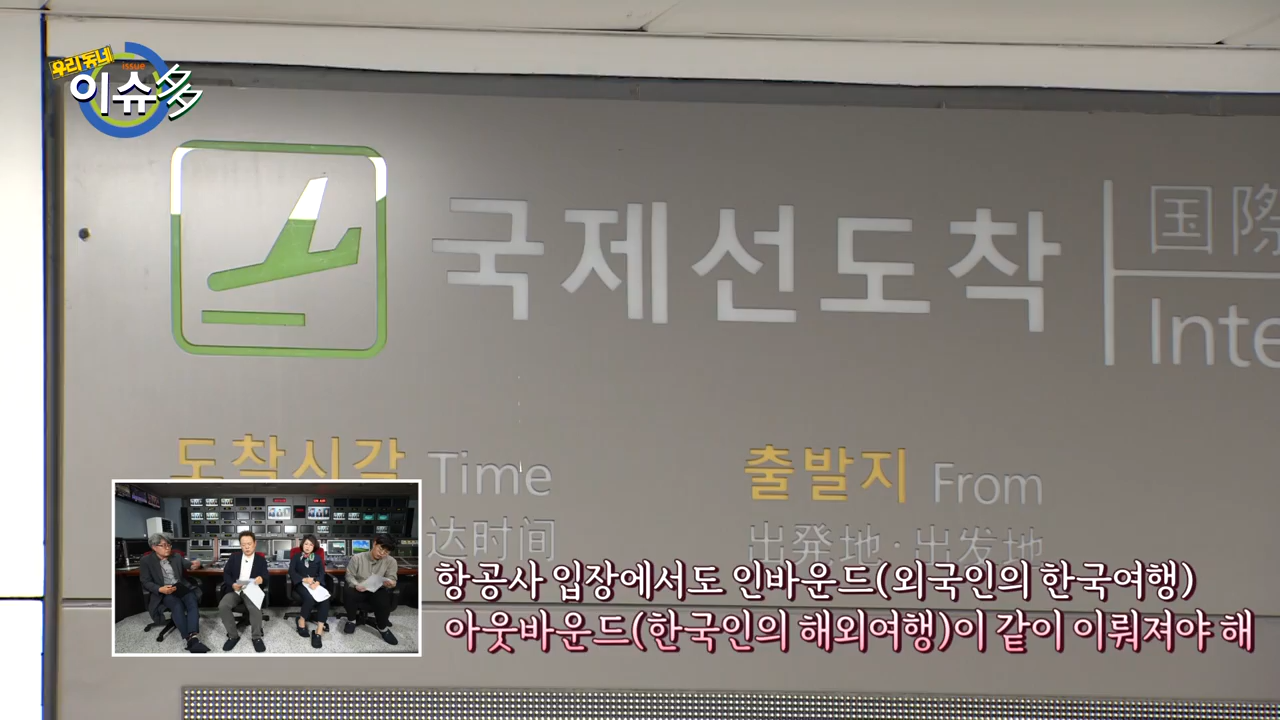 우리동네
issue
이슈多
국제선도착
国際
Inte
도착시각 Time
达时间
출발지 From
出発地·出发地
항공사 입장에서도 인바운드(외국인의 한국여행)
아웃바운드(한국인의 해외여행)이 같이 이뤄져야 해